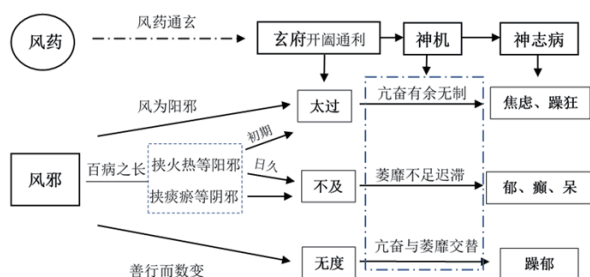 风药
风药通玄
玄府开阖通利
神机
神志病
风为阳邪
太过
亢奋有余无制
焦虑、躁狂
初期
风邪
百病之长
挟火热等阳邪
挟痰瘀等阴邪
日久
不及
萎靡不足迟滞
郁、癫、呆
善行而数变
无度
亢奋与萎靡交替
躁郁